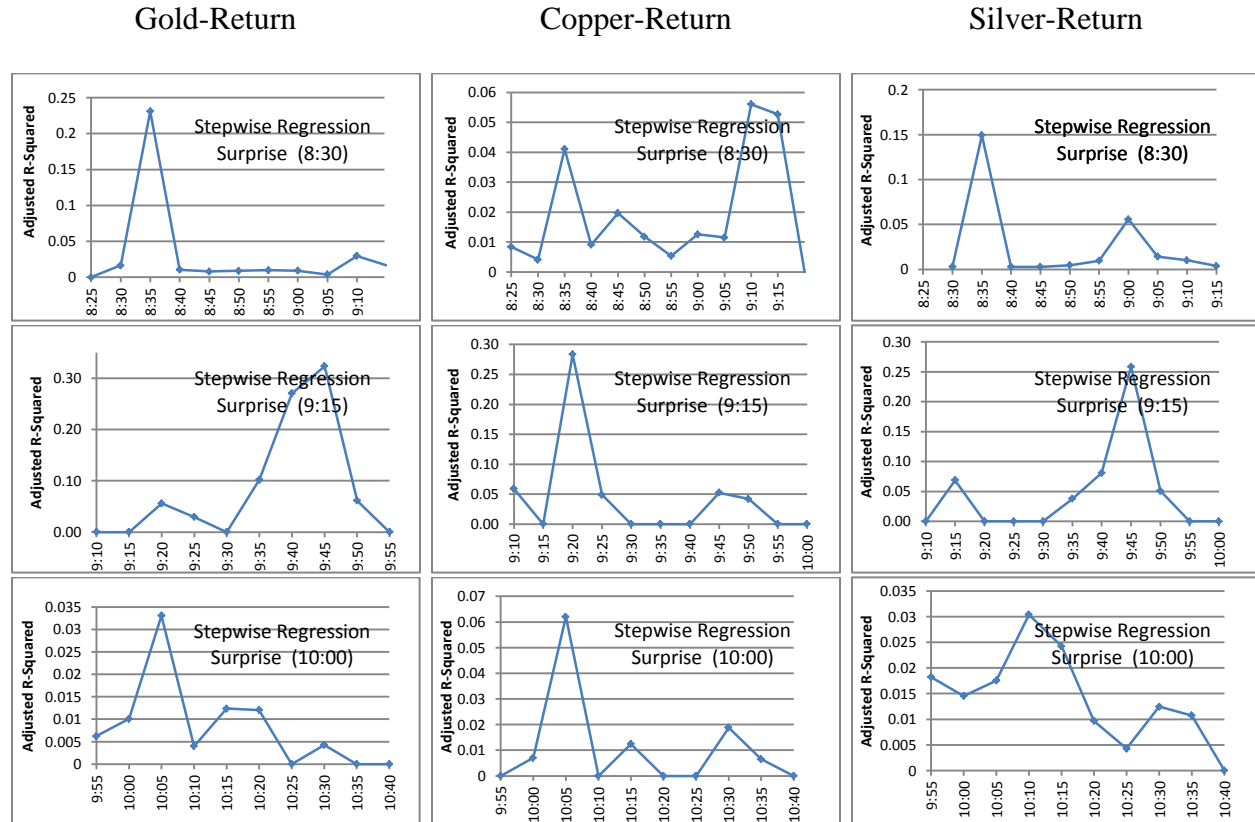 Gold-Return
Copper-Return
Silver-Return
Adjusted R-Squared
Stepwise Regression
Surprise (8:30)
0.25
0.2
0.15
0.1
0.05
0
8:25 8:30 8:35 8:40 8:45 8:50 8:55 9:00 9:05 9:10
Adjusted R-Squared
Stepwise Regression
Surprise (8:30)
0.06
0.05
0.04
0.03
0.02
0.01
0
8:25 8:30 8:35 8:40 8:45 8:50 8:55 9:00 9:05 9:10 9:15
Adjusted R-Squared
Stepwise Regression
Surprise (8:30)
0.2
0.15
0.1
0.05
0
8:25 8:30 8:35 8:40 8:45 8:50 8:55 9:00 9:05 9:10 9:15
Adjusted R-Squared
Stepwise Regression
Surprise (9:15)
0.30
0.20
0.10
0.00
9:10 9:15 9:20 9:25 9:30 9:35 9:40 9:45 9:50 9:55
Adjusted R-Squared
Stepwise Regression
Surprise (9:15)
0.30
0.25
0.20
0.15
0.10
0.05
0.00
9:10 9:15 9:20 9:25 9:30 9:35 9:40 9:45 9:50 9:55 10:00
Adjusted R-Squared
Stepwise Regression
Surprise (9:15)
0.30
0.25
0.20
0.15
0.10
0.05
0.00
9:10 9:15 9:20 9:25 9:30 9:35 9:40 9:45 9:50 9:55 10:00
Adjusted R-Squared
Stepwise Regression
Surprise (10:00)
0.035
0.03
0.025
0.02
0.015
0.01
0.005
0
9:55 10:00 10:05 10:10 10:15 10:20 10:25 10:30 10:35 10:40
Adjusted R-Squared
Stepwise Regression
Surprise (10:00)
0.07
0.06
0.05
0.04
0.03
0.02
0.01
0
9:55 10:00 10:05 10:10 10:15 10:20 10:25 10:30 10:35 10:40
Adjusted R-Squared
Stepwise Regression
Surprise (10:00)
0.035
0.03
0.025
0.02
0.015
0.01
0.005
0
9:55 10:00 10:05 10:10 10:15 10:20 10:25 10:30 10:35 10:40